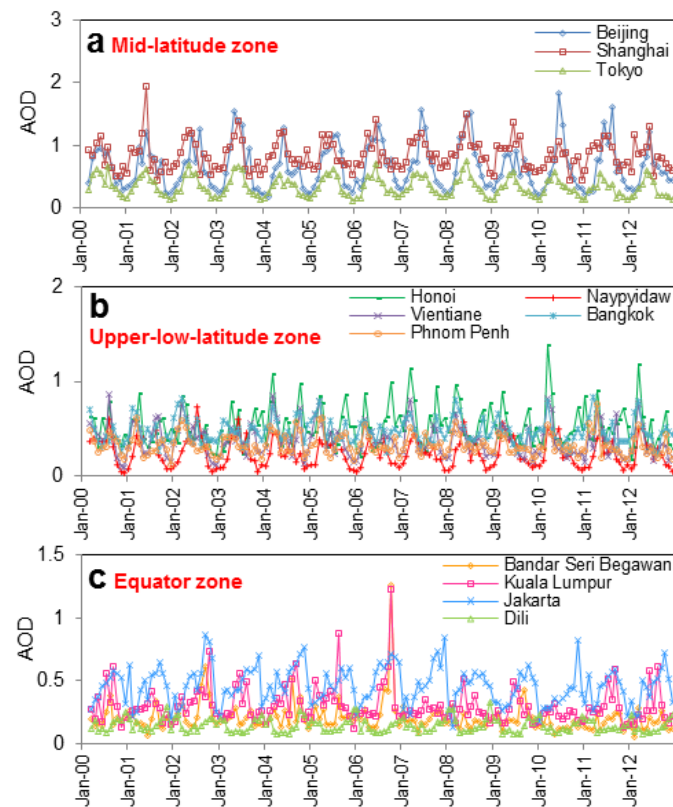 a Mid-latitude zone
Beijing
Shanghai
Tokyo
AOD
3
2
1
0
Jan-00
Jan-01
Jan-02
Jan-03
Jan-04
Jan-05
Jan-06
Jan-07
Jan-08
Jan-09
Jan-10
Jan-11
Jan-12
b
Upper-low-latitude zone
Honoi
Naypyidaw
Vientiane
Bangkok
Phnom Penh
AOD
2
1
0
Jan-00
Jan-01
Jan-02
Jan-03
Jan-04
Jan-05
Jan-06
Jan-07
Jan-08
Jan-09
Jan-10
Jan-11
Jan-12
c Equator zone
Bandar Seri Begawan
Kuala Lumpur
Jakarta
Dili
AOD
1.5
1
0.5
0
Jan-00
Jan-01
Jan-02
Jan-03
Jan-04
Jan-05
Jan-06
Jan-07
Jan-08
Jan-09
Jan-10
Jan-11
Jan-12